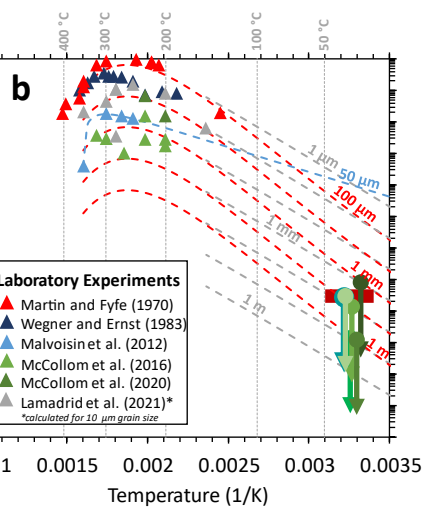 400 °C
300 °C
200 °C
100 °C
50 °C
b
1 µm
50 µm
100 µm
1 mm
1 mm
1 m
1 m
Laboratory Experiments
Martin and Fyfe (1970)
Wegner and Ernst (1983)
Malvoisin et al. (2012)
McCollom et al. (2016)
McCollom et al. (2020)
Lamadrid et al. (2021)*
*calculated for 10 µm grain size
1 0.0015 0.002 0.0025 0.003 0.0035
Temperature (1/K)